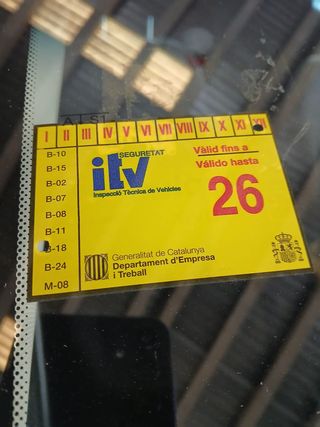 I II III IV V VI VII VIII IX X XI XII
B-10
B-15
B-02
B-07
B-08
B-11
B-18
B-24
M-08
SEGURETAT
itv
Inspecció Tècnica de Vehicles
Vàlid fins a
Válido hasta
26
Generalitat de Catalunya
Departament d'Empresa
i Treball